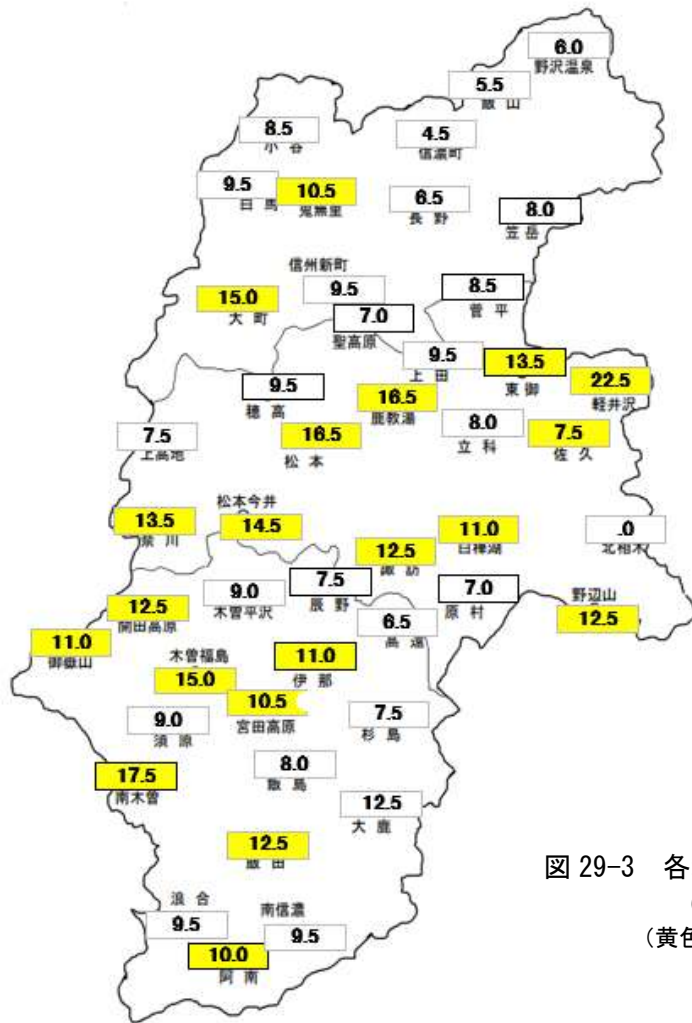 6.0
野沢温泉
5.5
飯山
8.5
小谷
4.5
信濃町
9.5
白馬
10.5
鬼無里
6.5
長野
8.0
笠岳
信州新町
9.5
15.0
大町
8.5
菅平
7.0
聖高原
9.5
上田
13.5
東御
22.5
軽井沢
9.5
穂高
16.5
鹿教湯
8.0
立科
7.5
佐久
7.5
上高地
16.5
松本
松本今井
14.5
13.5
奈川
11.0
白樺湖
.0
北相木
12.5
諏訪
7.5
辰野
7.0
原村
野辺山
12.5
9.0
木曽平沢
12.5
開田高原
6.5
高遠
11.0
御嶽山
11.0
伊那
木曽福島
15.0
10.5
宮田高原
7.5
杉島
9.0
須原
8.0
飯島
17.5
南木曽
12.5
大鹿
12.5
飯田
図 29-3 各
浪合
9.5
南信濃
9.5
(黄色
10.0
阿南